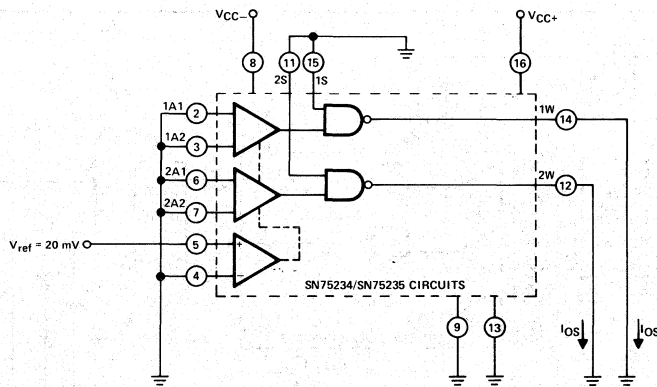 VCC−
VCC+
8
11
15
16
2S
1S
1A1
2
1A2
3
1W
14
2A1
6
2A2
7
2W
12
Vref = 20 mV
5
+
4
−
SN75234/SN75235 CIRCUITS
9
13
IOS
IOS